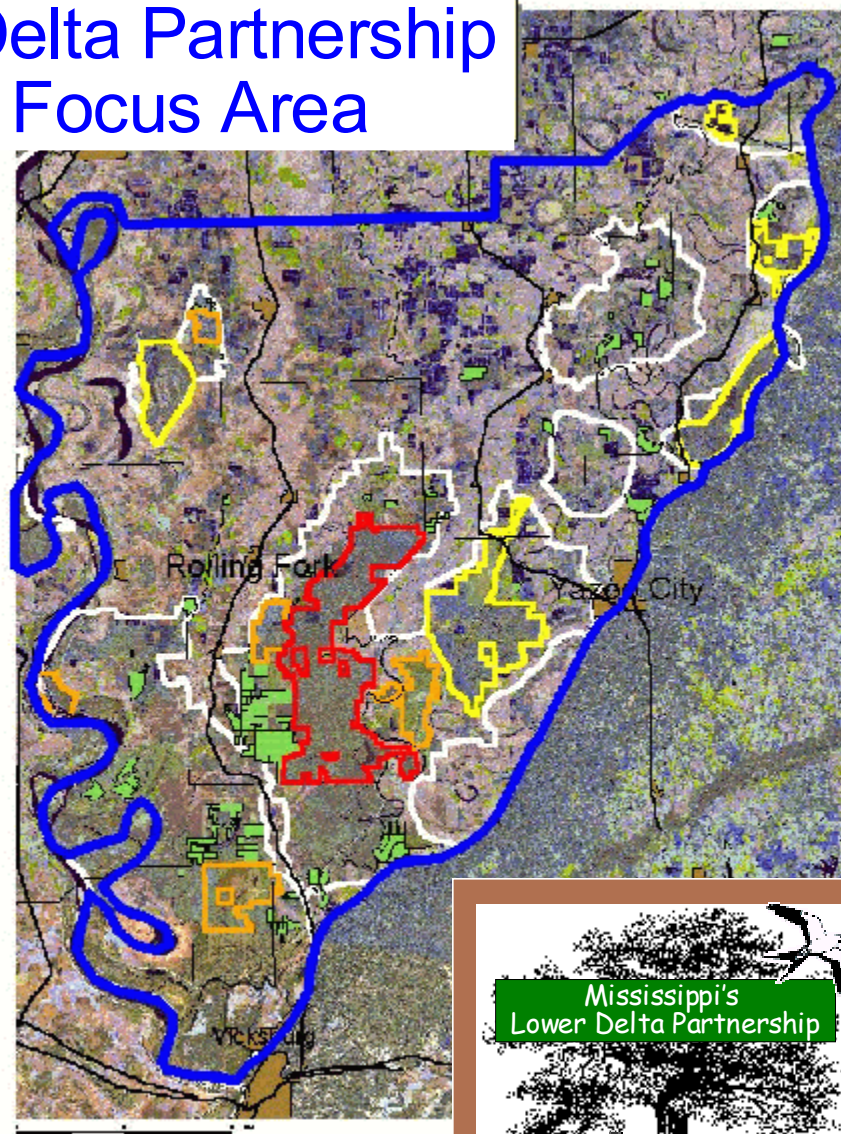 Delta Partnership
Focus Area
Rolling Fork
Yazoo City
Vicksburg
Mississippi's
Lower Delta Partnership